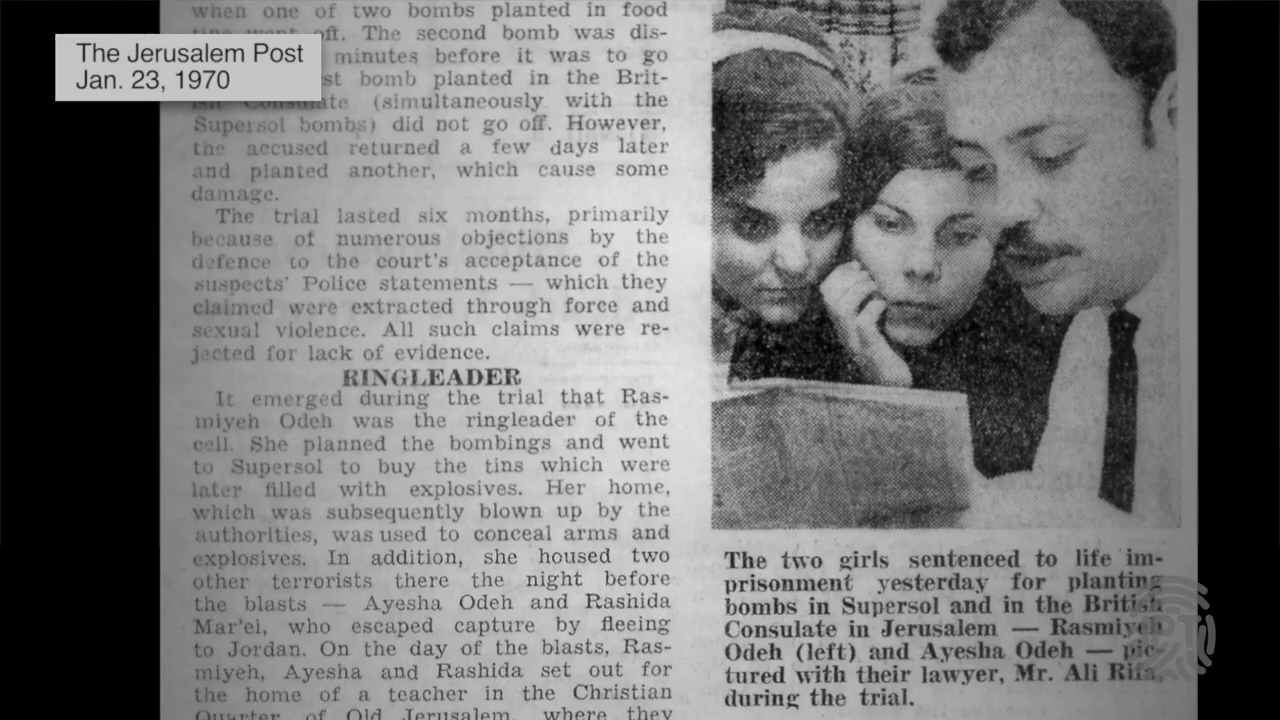 The Jerusalem Post
Jan. 23, 1970
when one of two bombs planted in food
went off. The second bomb was dis-
minutes before it was to go
bomb planted in the Brit-
ish Consulate (simultaneously with the
Supersol bombs) did not go off. However,
the accused returned a few days later
and planted another, which cause some
damage.
The trial lasted six months, primarily
because of numerous objections by the
defence to the court's acceptance of the
suspects' Police statements — which they
claimed were extracted through force and
sexual violence. All such claims were re-
jected for lack of evidence.
RINGLEADER
It emerged during the trial that Ras-
miyeh Odeh was the ringleader of the
cell. She planned the bombings and went
to Supersol to buy the tins which were
later filled with explosives. Her home,
which was subsequently blown up by the
authorities, was used to conceal arms and
explosives. In addition, she housed two
other terrorists there the night before
the blasts — Ayesha Odeh and Rashida
Mar'ei, who escaped capture by fleeing
to Jordan. On the day of the blasts, Ras-
miyeh, Ayesha and Rashida set out for
the home of a teacher in the Christian
Quarter of Old Jerusalem, where they
The two girls sentenced to life im-
prisonment yesterday for planting
bombs in Supersol and in the British
Consulate in Jerusalem — Rasmiyeh
Odeh (left) and Ayesha Odeh — pic-
tured with their lawyer, Mr. Ali Rifa,
during the trial.